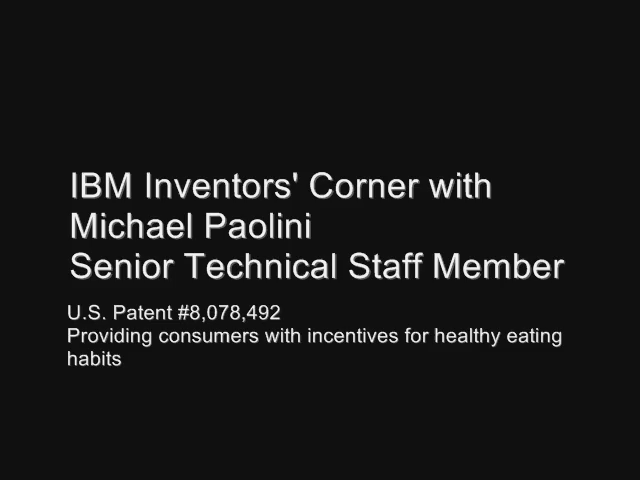 IBM Inventors' Corner with
Michael Paolini
Senior Technical Staff Member
U.S. Patent #8,078,492
Providing consumers with incentives for healthy eating
habits